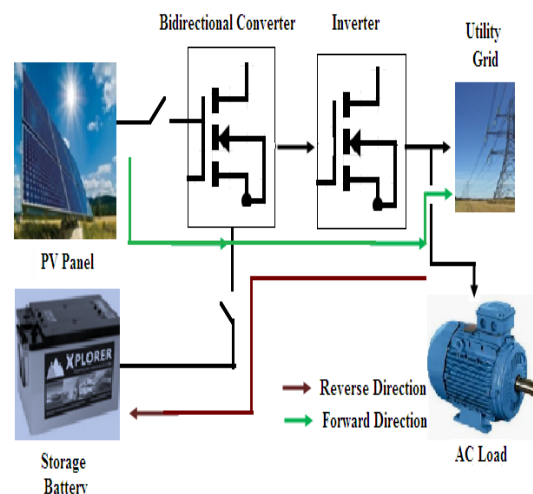 Bidirectional Converter
Inverter
Utility
Grid
PV Panel
XPLORER
Reverse Direction
Forward Direction
Storage
Battery
AC Load